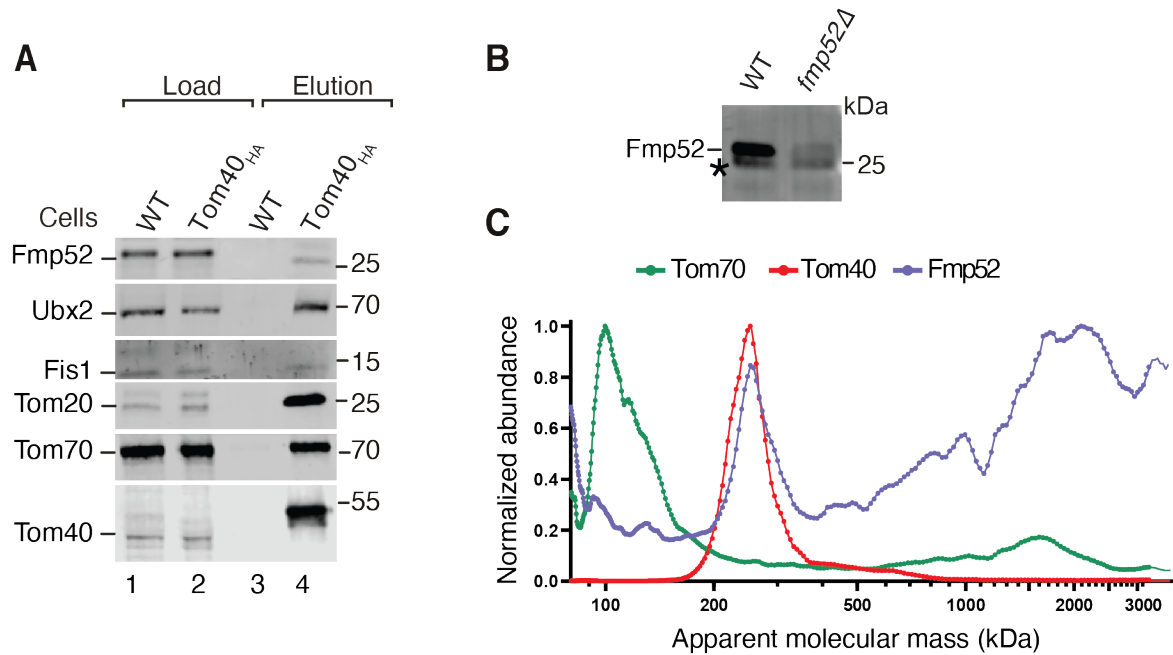 A
Load Elution
Cells WT Tom40HA WT Tom40HA
Fmp52 25
Ubx2 70
Fis1 15
Tom20 25
Tom70 70
Tom40 55
1 2 3 4
B
WT fmp52Δ
kDa
Fmp52
* 25
C
Tom70 Tom40 Fmp52
Normalized abundance
1.0
0.8
0.6
0.4
0.2
0.0
100 200 500 1000 2000 3000
Apparent molecular mass (kDa)